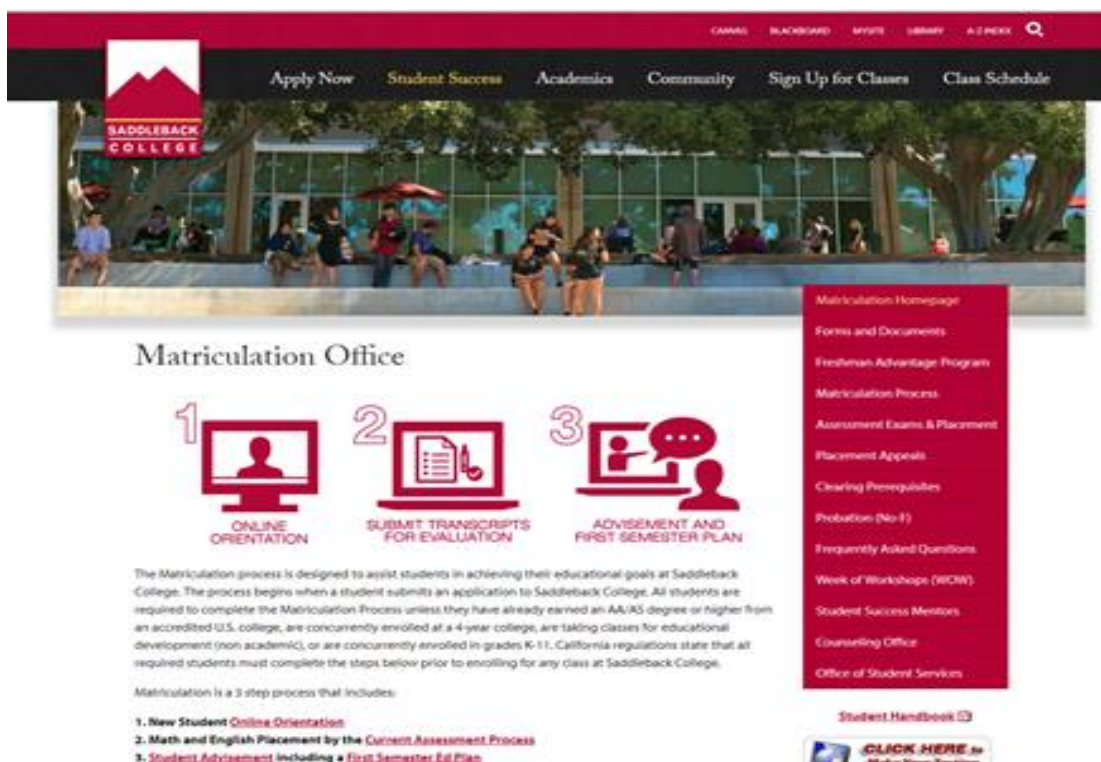 CANVAS BLACKBOARD MYSITE LIBRARY A-Z INDEX
SADDLEBACK
COLLEGE
Apply Now Student Success Academics Community Sign Up for Classes Class Schedule
Matriculation Office
1
ONLINE
ORIENTATION
2
SUBMIT TRANSCRIPTS
FOR EVALUATION
3
ADVISEMENT AND
FIRST SEMESTER PLAN
The Matriculation process is designed to assist students in achieving their educational goals at Saddleback
College. The process begins when a student submits an application to Saddleback College. All students are
required to complete the Matriculation Process unless they have already earned an AA/AS degree or higher from
an accredited U.S. college, are concurrently enrolled at a 4-year college, are taking classes for educational
development (non academic), or are concurrently enrolled in grades K-11. California regulations state that all
required students must complete the steps below prior to enrolling for any class at Saddleback College.
Matriculation is a 3 step process that includes:
1. New Student Online Orientation
2. Math and English Placement by the Current Assessment Process
3. Student Advisement including a First Semester Ed Plan
Matriculation Homepage
Forms and Documents
Freshman Advantage Program
Matriculation Process
Assessment Exams & Placement
Placement Appeals
Clearing Prerequisites
Probation (No-F)
Frequently Asked Questions
Week of Workshops (WOW)
Student Success Mentors
Counseling Office
Office of Student Services
Student Handbook
CLICK HERE to